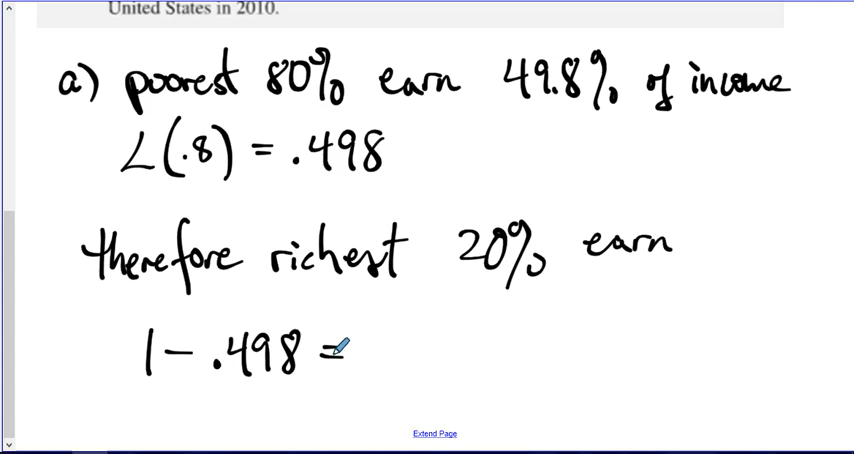 United States in 2010.
a) poorest 80% earn 49.8% of income
L(.8) = .498
therefore richest 20% earn
1 - .498 =
Extend Page